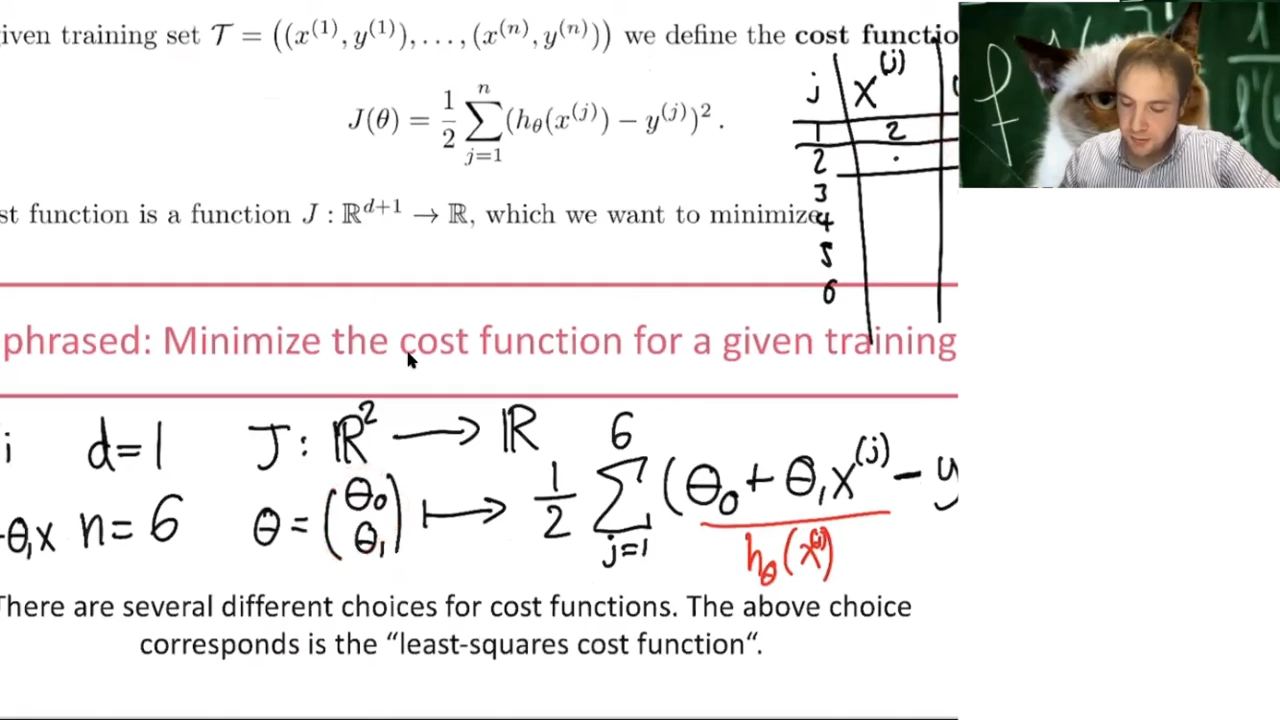 iven training set 𝒯 = ((x^(1), y^(1)), . . . , (x^(n), y^(n))) we define the cost functio
J(θ) = 1/2 ∑_{j=1}^{n} (h_θ(x^(j)) − y^(j))² .
st function is a function J : ℝ^{d+1} → ℝ, which we want to minimize.
j x^(j)
1 2
2 .
3
4
5
6
phrased: Minimize the cost function for a given training
i d=1 J : ℝ² ⟶ ℝ
-θ₁x n= 6 θ = (θ₀ θ₁) ⟼ 1/2 ∑_{j=1}^{6} (θ₀ + θ₁x^(j) − y
h_θ(x^(j))
There are several different choices for cost functions. The above choice
corresponds is the “least-squares cost function“.